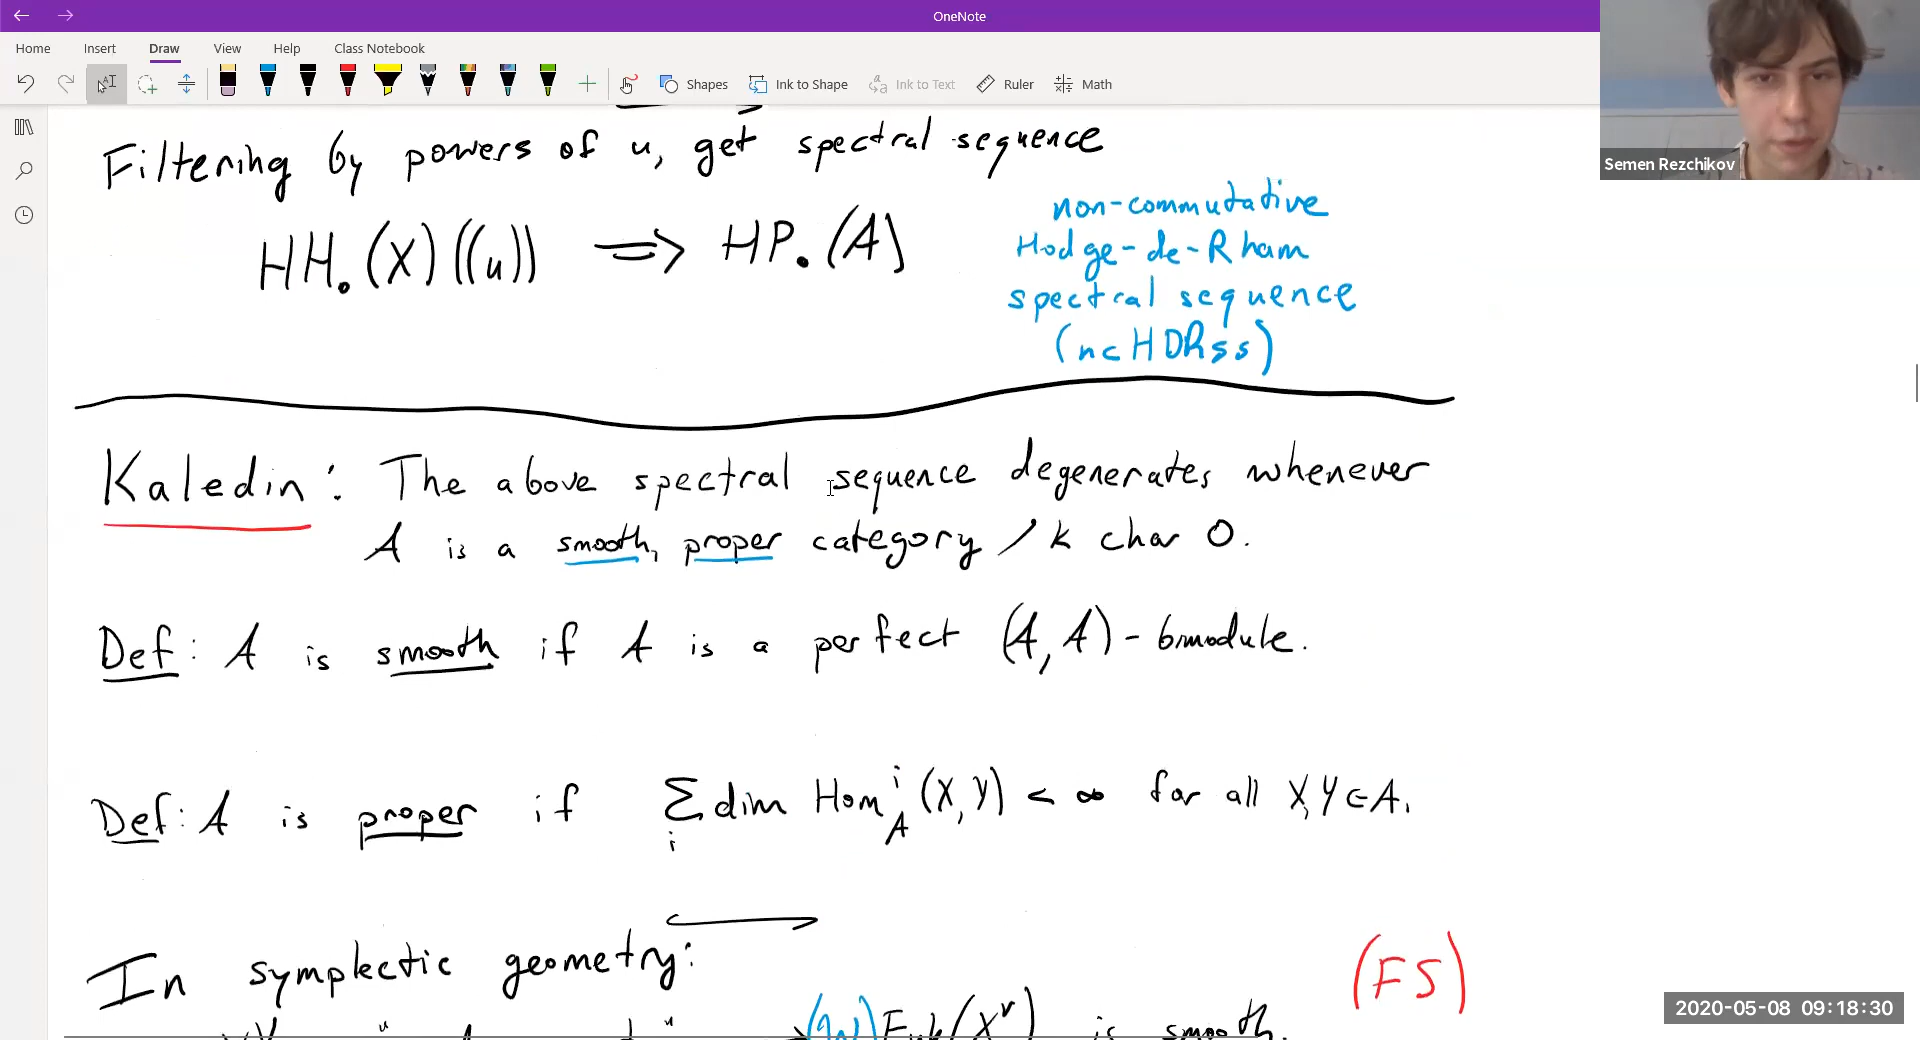 OneNote
Home Insert Draw View Help Class Notebook
Shapes Ink to Shape Ink to Text Ruler Math
Semen Rezchikov
Filtering by powers of u, get spectral sequence
HH.(X)((u)) ⟹ HP.(A)
non-commutative
Hodge-de-Rham
spectral sequence
(ncHDRss)
Kaledin: The above spectral sequence degenerates whenever
A is a smooth, proper category / k char 0.
Def: A is smooth if A is a perfect (A, A)-bimodule.
Def: A is proper if Σ_i dim Hom^i_A (X,Y) < ∞ for all X,Y ∈ A.
In symplectic geometry:
(FS)
is smooth.
2020-05-08 09:18:30